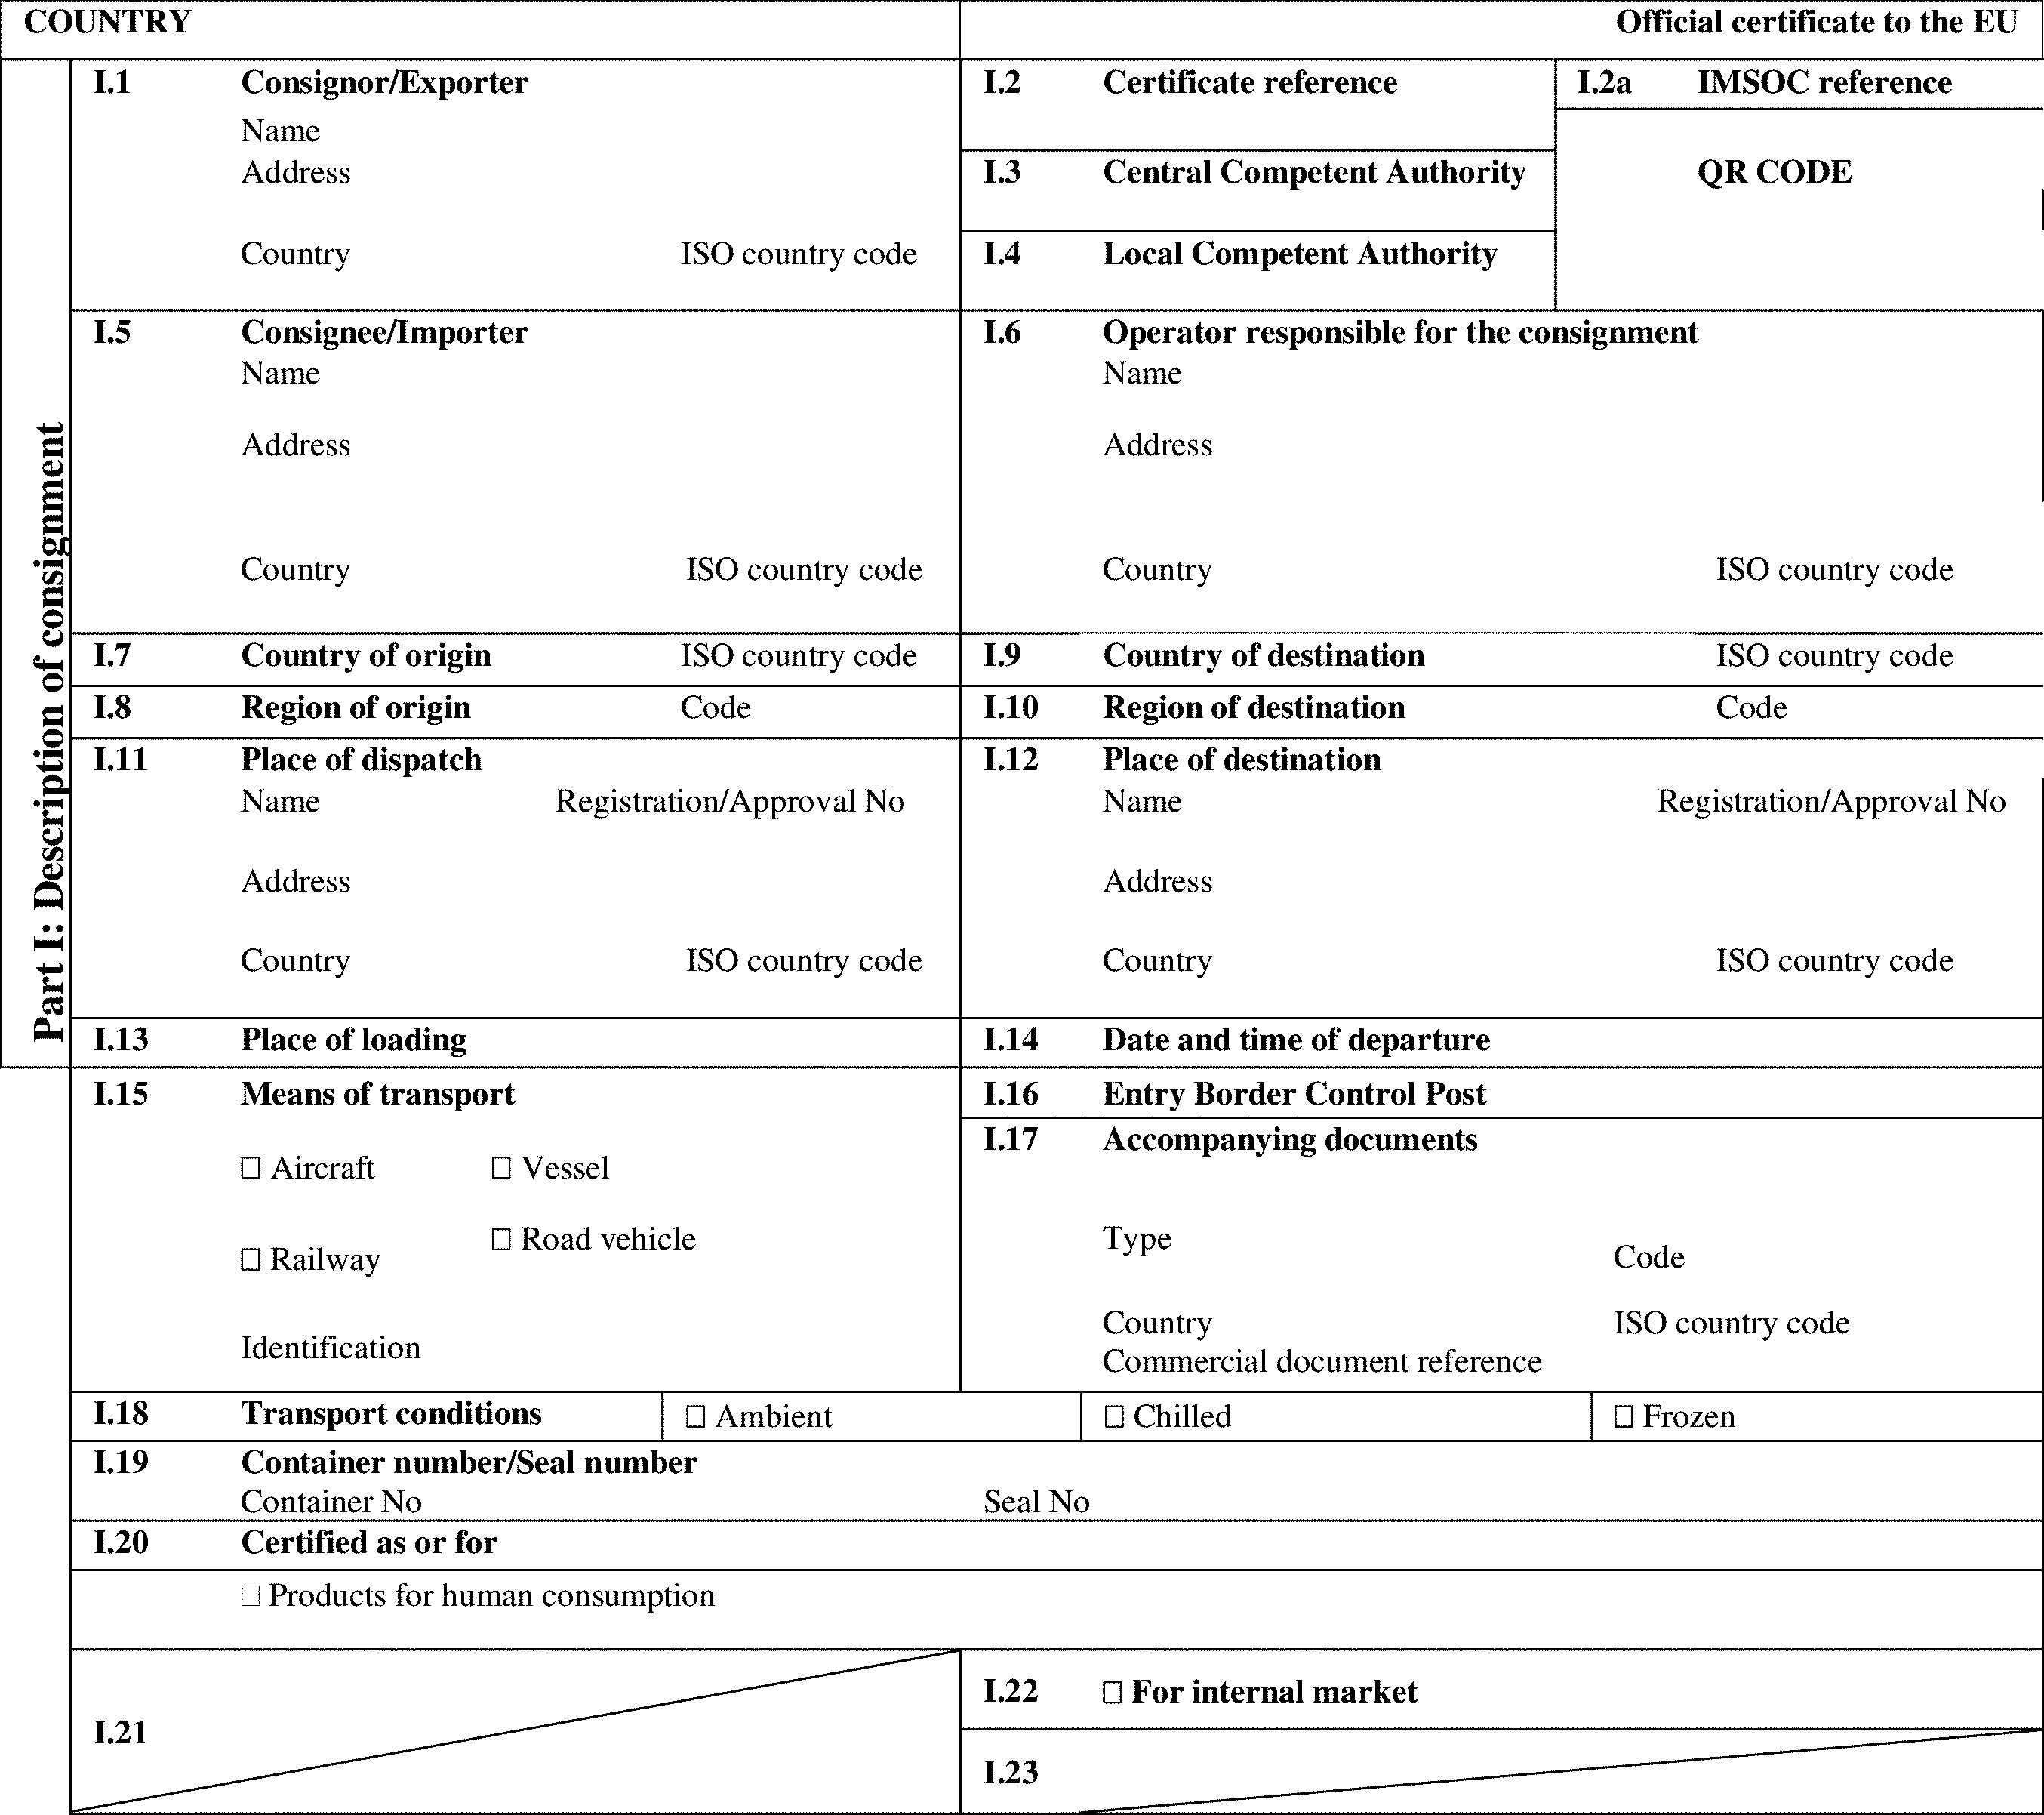 COUNTRY Official certificate to the EU
Part I: Description of consignment
I.1 Consignor/Exporter
Name
Address
Country ISO country code
I.2 Certificate reference
I.2a IMSOC reference
QR CODE
I.3 Central Competent Authority
I.4 Local Competent Authority
I.5 Consignee/Importer
Name
Address
Country ISO country code
I.6 Operator responsible for the consignment
Name
Address
Country ISO country code
I.7 Country of origin ISO country code
I.9 Country of destination ISO country code
I.8 Region of origin Code
I.10 Region of destination Code
I.11 Place of dispatch
Name Registration/Approval No
Address
Country ISO country code
I.12 Place of destination
Name Registration/Approval No
Address
Country ISO country code
I.13 Place of loading
I.14 Date and time of departure
I.15 Means of transport
☐ Aircraft ☐ Vessel
☐ Railway ☐ Road vehicle
Identification
I.16 Entry Border Control Post
I.17 Accompanying documents
Type Code
Country ISO country code
Commercial document reference
I.18 Transport conditions ☐ Ambient ☐ Chilled ☐ Frozen
I.19 Container number/Seal number
Container No Seal No
I.20 Certified as or for
☐ Products for human consumption
I.21
I.22 ☐ For internal market
I.23